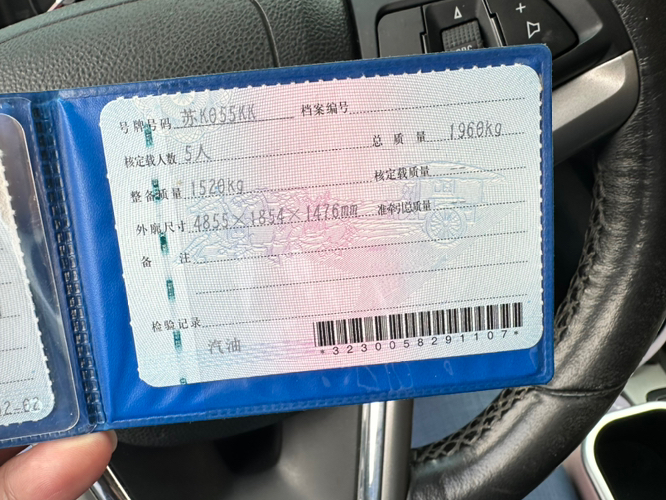 号牌号码 苏K055KK 档案编号
核定载人数 5人 总质量 1960kg
整备质量 1520kg 核定载质量
外廓尺寸 4855×1854×1476mm 准牵引总质量
备注
检验记录
汽油
*3230058291107*